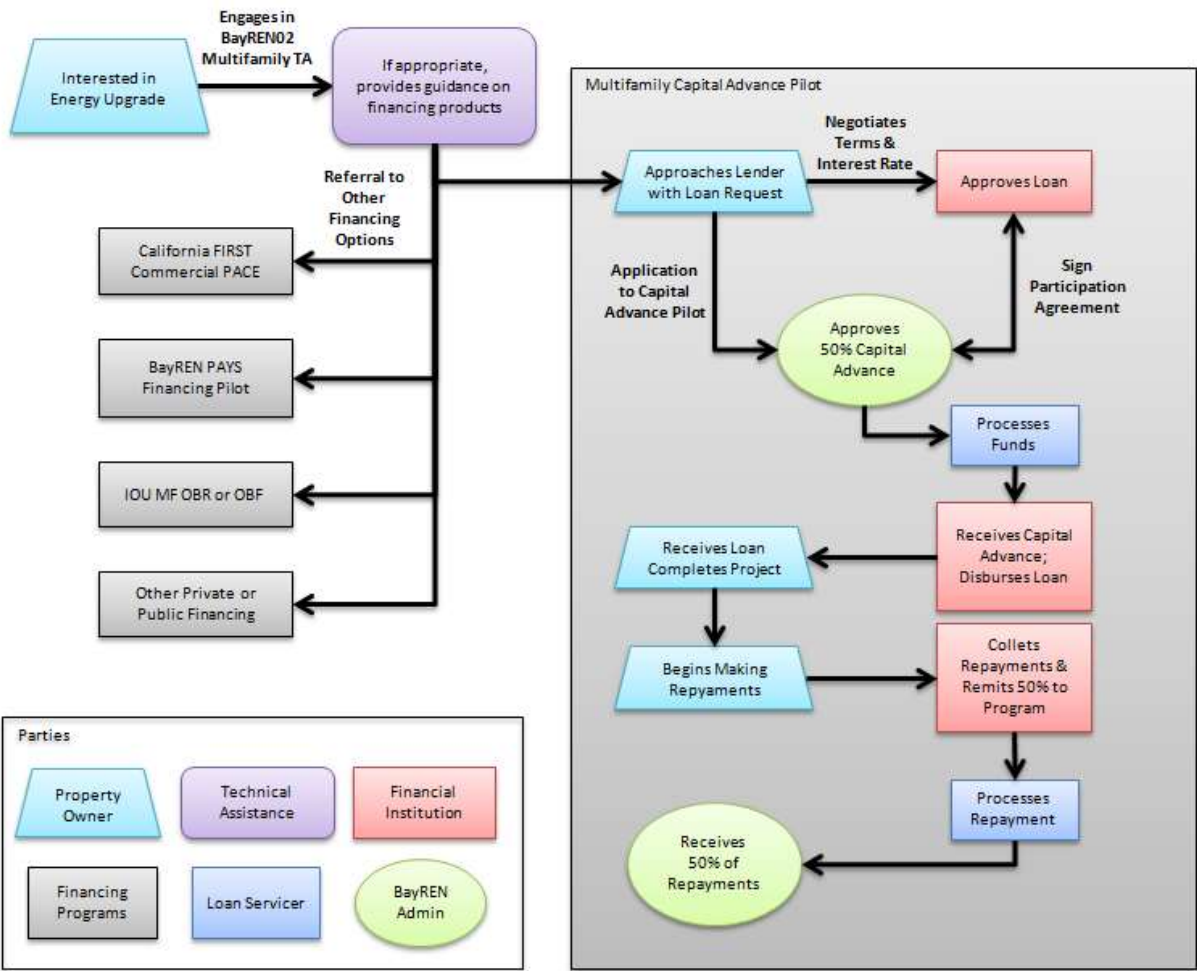 Engages in
BayREN02
Multifamily TA
Interested in
Energy Upgrade
If appropriate,
provides guidance on
financing products
Referral to
Other
Financing
Options
California FIRST
Commercial PACE
BayREN PAYS
Financing Pilot
IOU MF OBR or OBF
Other Private or
Public Financing
Multifamily Capital Advance Pilot
Approaches Lender
with Loan Request
Negotiates
Terms &
Interest Rate
Approves Loan
Application
to Capital
Advance Pilot
Sign
Participation
Agreement
Approves
50% Capital
Advance
Processes
Funds
Receives Capital
Advance;
Disburses Loan
Receives Loan
Completes Project
Begins Making
Repyaments
Collets
Repayments &
Remits 50% to
Program
Processes
Repayment
Receives
50% of
Repayments
Parties
Property
Owner
Technical
Assistance
Financial
Institution
Financing
Programs
Loan Servicer
BayREN
Admin